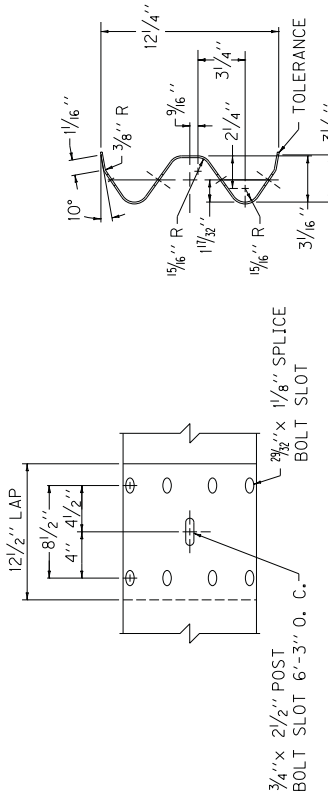 12 1/2'' LAP
8 1/2''
4'' 4 1/2''
3/4'' x 2 1/2'' POST
BOLT SLOT 6'-3'' O. C.
29/32'' x 1 1/8'' SPLICE
BOLT SLOT
12 1/4''
1 1/16''
3/8'' R
10°
9/16''
3 1/4''
2 1/4''
15/16'' R
1 17/32''
15/16'' R
3 1/16''
TOLERANCE